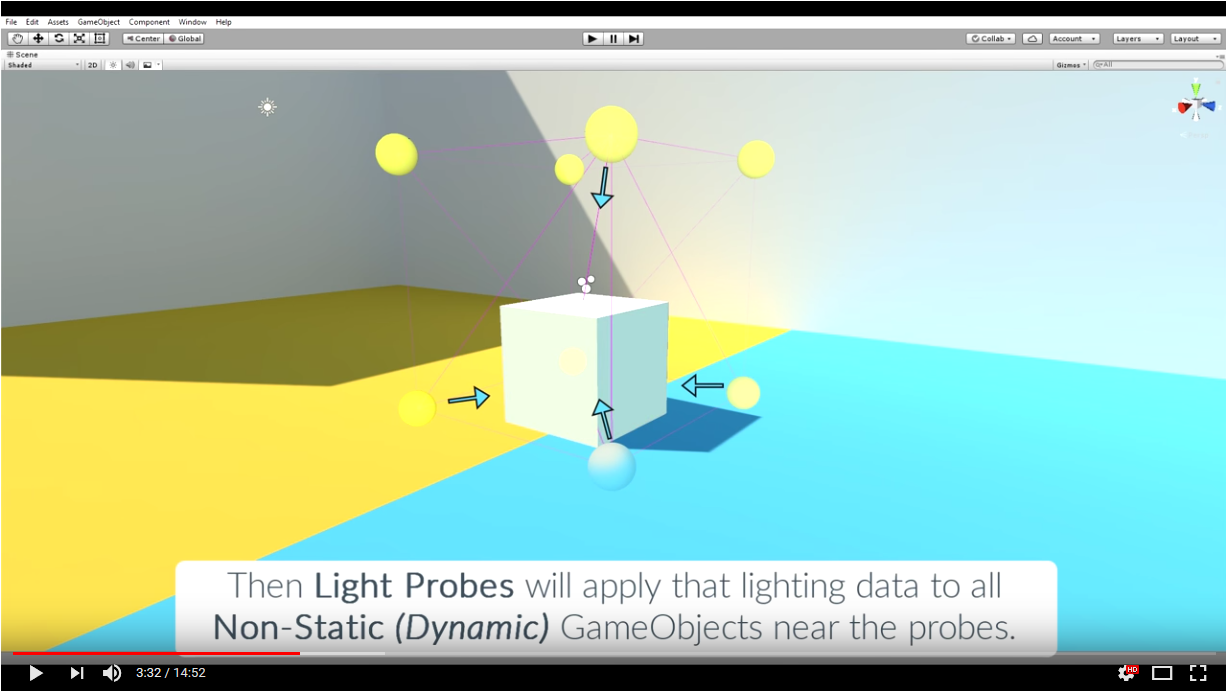 File Edit Assets GameObject Component Window Help
Center Global Collab Account Layers Layout
Scene
Shaded 2D Gizmos All
Then Light Probes will apply that lighting data to all
Non-Static (Dynamic) GameObjects near the probes.
3:32 / 14:52 HD